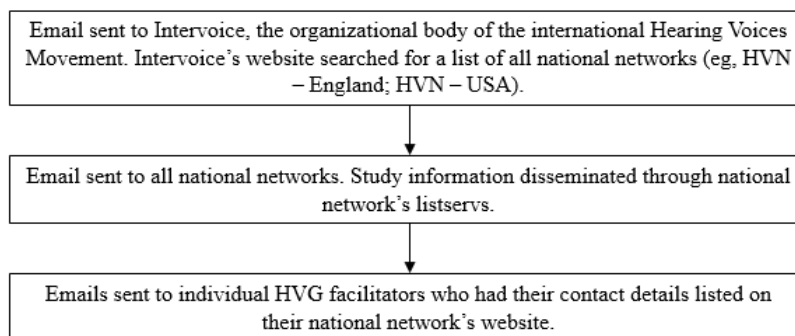 Email sent to Intervoice, the organizational body of the international Hearing Voices
Movement. Intervoice's website searched for a list of all national networks (eg, HVN
– England; HVN – USA).
Email sent to all national networks. Study information disseminated through national
network's listservs.
Emails sent to individual HVG facilitators who had their contact details listed on
their national network's website.